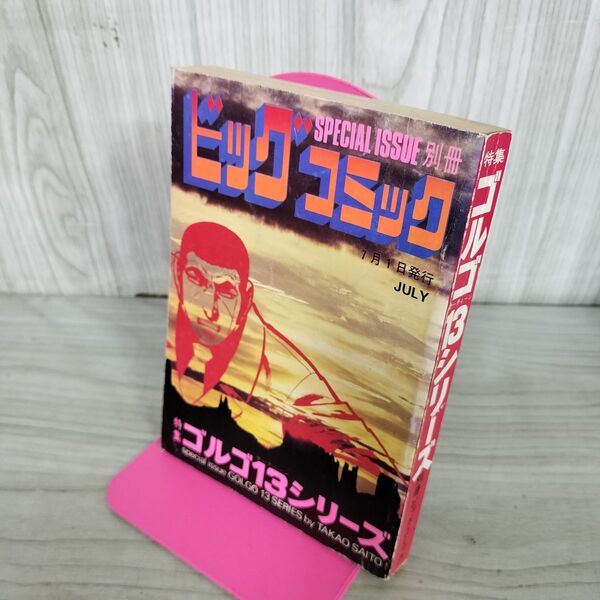 SPECIAL ISSUE 別冊
ビッグコミック
7月1日発行
JULY
特集
ゴルゴ13シリーズ
special issue GOLGO 13 SERIES by TAKAO SAITO
特集
ゴルゴ13シリーズ